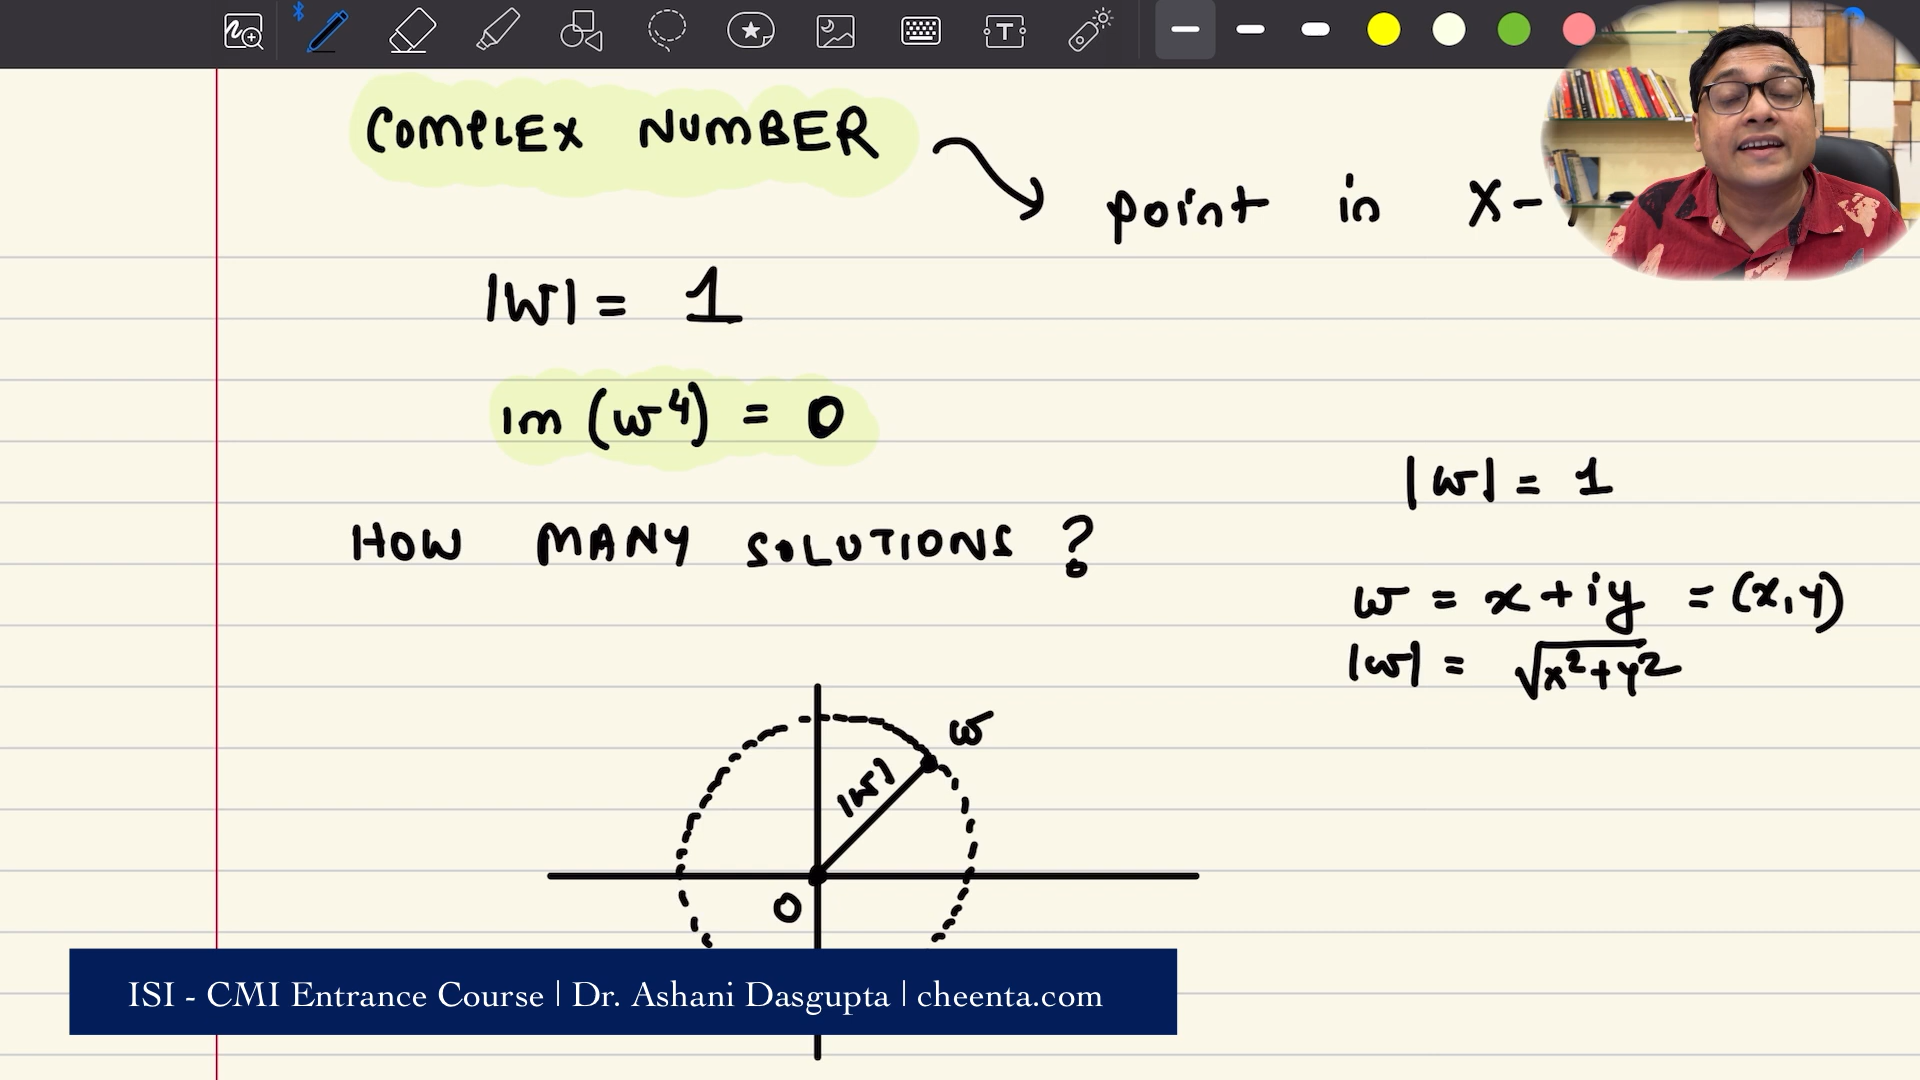 COMPLEX NUMBER
point in X-
|W| = 1
im (w⁴) = 0
HOW MANY SOLUTIONS ?
|w| = 1
w = x + iy = (x, y)
|w| = √x²+y²
w
|w|
O
ISI - CMI Entrance Course | Dr. Ashani Dasgupta | cheenta.com